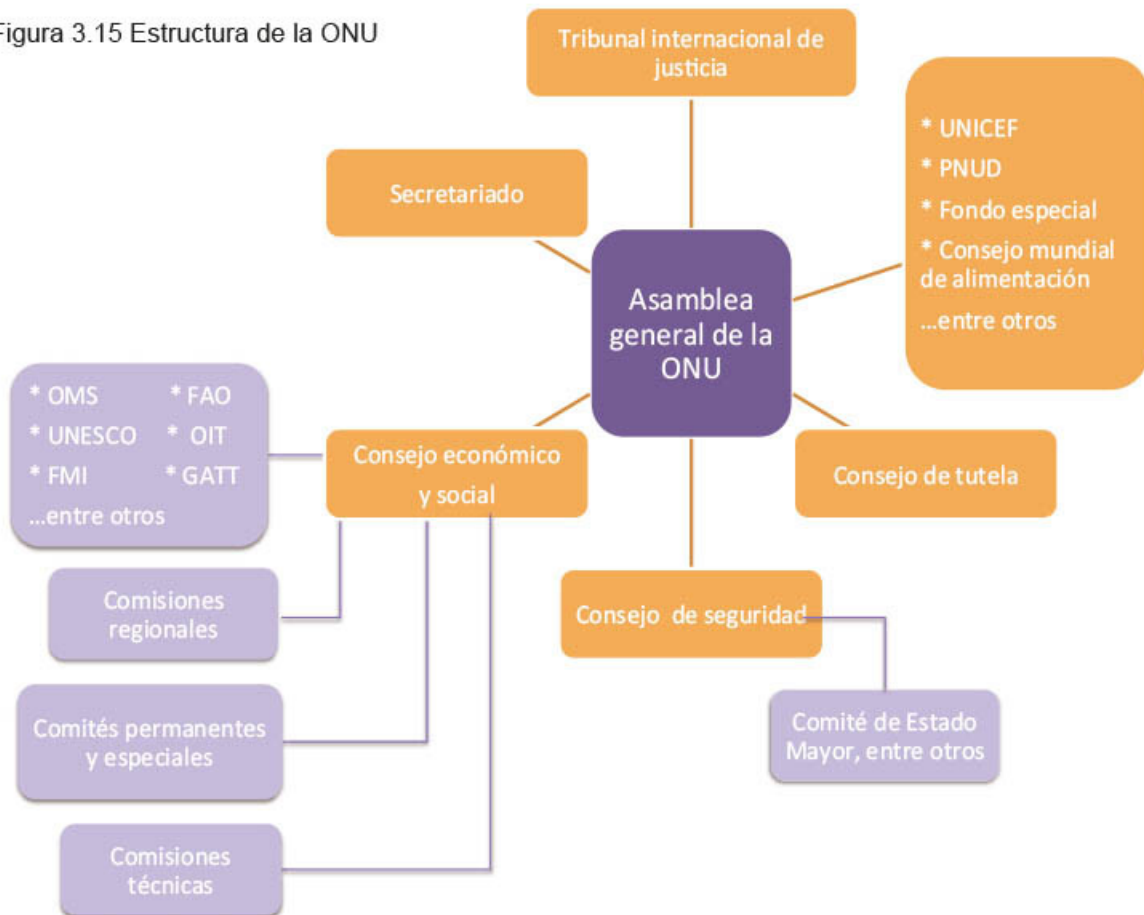 Figura 3.15 Estructura de la ONU
Tribunal internacional de
justicia
* UNICEF
* PNUD
* Fondo especial
* Consejo mundial
de alimentación
...entre otros
Secretariado
Asamblea
general de la
ONU
* OMS * FAO
* UNESCO * OIT
* FMI * GATT
...entre otros
Consejo económico
y social
Consejo de tutela
Comisiones
regionales
Consejo de seguridad
Comités permanentes
y especiales
Comité de Estado
Mayor, entre otros
Comisiones
técnicas